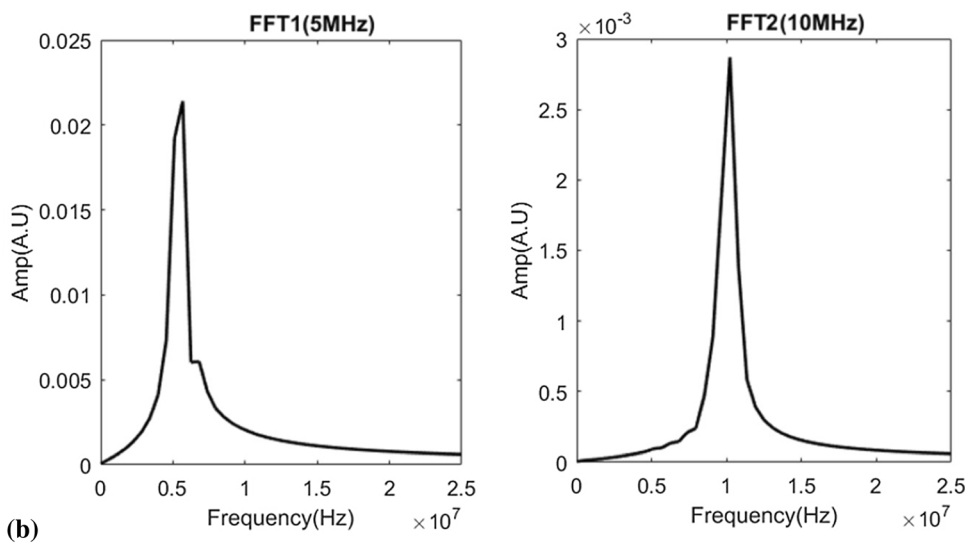 FFT1(5MHz)
0.025
0.02
0.015
0.01
0.005
0
Amp(A.U)
0 0.5 1 1.5 2 2.5
Frequency(Hz)
×10^7
FFT2(10MHz)
×10^-3
3
2.5
2
1.5
1
0.5
0
Amp(A.U)
0 0.5 1 1.5 2 2.5
Frequency(Hz)
×10^7
(b)